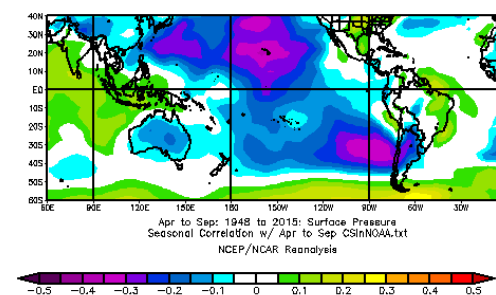 40N
30N
20N
10N
EQ
10S
20S
30S
40S
50S
60S
60E 90E 120E 150E 180 150W 120W 90W 60W 30W
Apr to Sep: 1948 to 2015: Surface Pressure
Seasonal Correlation w/ Apr to Sep CSInNOAA.txt
NCEP/NCAR Reanalysis
-0.5 -0.4 -0.3 -0.2 -0.1 0 0.1 0.2 0.3 0.4 0.5